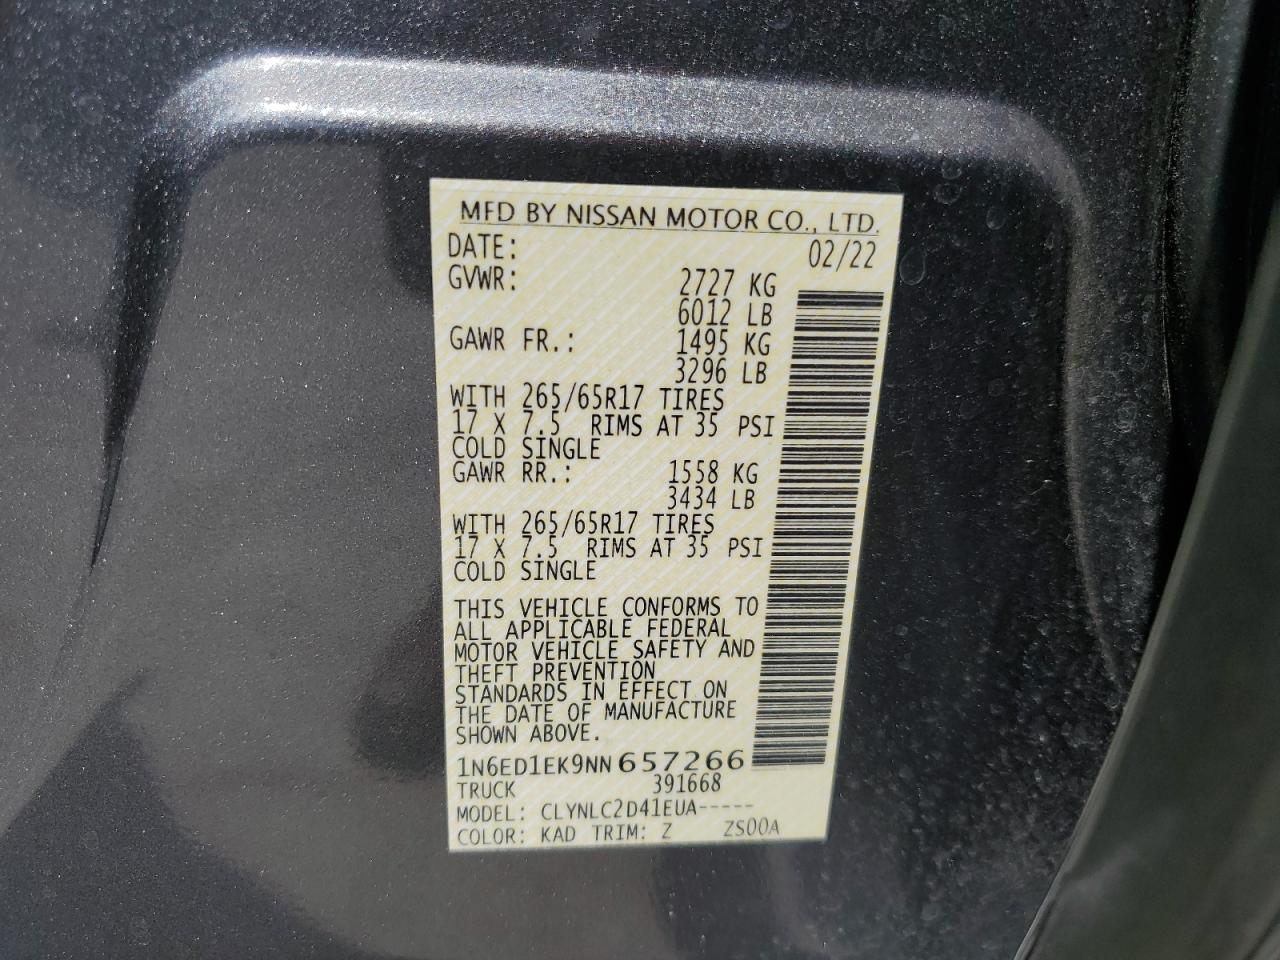 MFD BY NISSAN MOTOR CO., LTD.
DATE: 02/22
GVWR: 2727 KG
6012 LB
GAWR FR.: 1495 KG
3296 LB
WITH 265/65R17 TIRES
17 X 7.5 RIMS AT 35 PSI
COLD SINGLE
GAWR RR.: 1558 KG
3434 LB
WITH 265/65R17 TIRES
17 X 7.5 RIMS AT 35 PSI
COLD SINGLE
THIS VEHICLE CONFORMS TO
ALL APPLICABLE FEDERAL
MOTOR VEHICLE SAFETY AND
THEFT PREVENTION
STANDARDS IN EFFECT ON
THE DATE OF MANUFACTURE
SHOWN ABOVE.
1N6ED1EK9NN657266
TRUCK 391668
MODEL: CLYNLC2D41EUA-----
COLOR: KAD TRIM: Z ZS00A